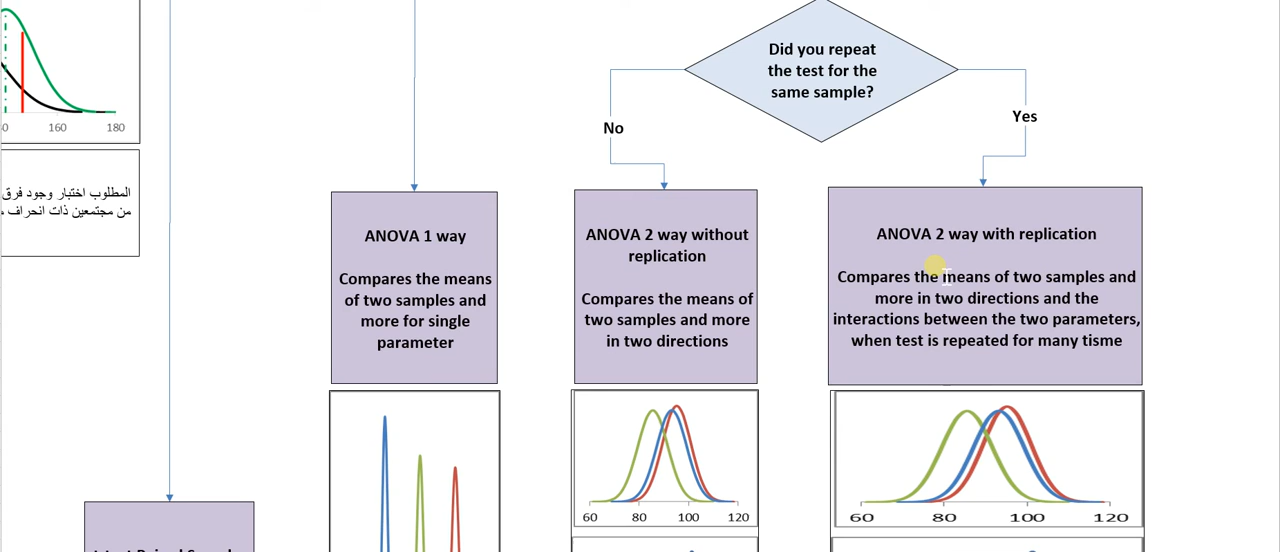 Did you repeat
the test for the
same sample?
No
Yes
160
180
المطلوب اختبار وجود فرق
من مجتمعين ذات انحراف
ANOVA 1 way
Compares the means
of two samples and
more for single
parameter
ANOVA 2 way without
replication
Compares the means of
two samples and more
in two directions
ANOVA 2 way with replication
Compares the means of two samples and
more in two directions and the
interactions between the two parameters,
when test is repeated for many tisme
60 80 100 120
60 80 100 120